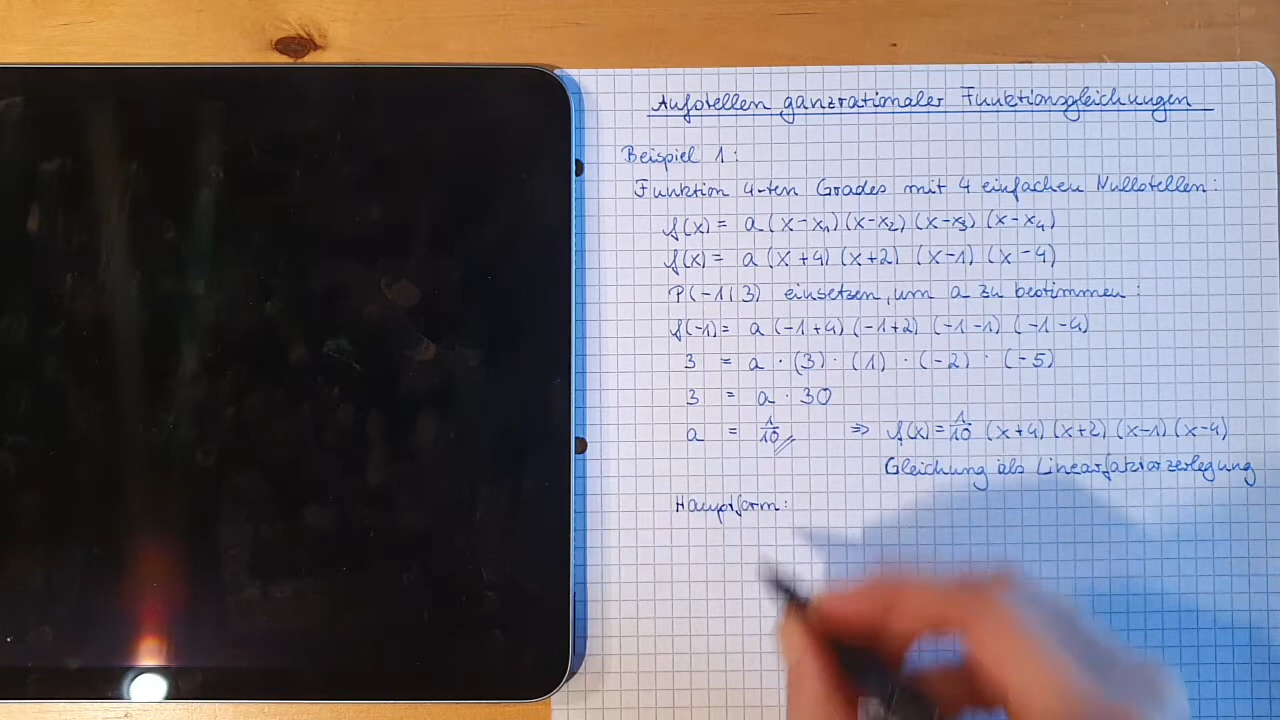 Aufstellen ganzrationaler Funktionsgleichungen
Beispiel 1:
Funktion 4-ten Grades mit 4 einfachen Nullstellen:
f(x) = a (x-x₁) (x-x₂) (x-x₃) (x-x₄)
f(x) = a (x+4) (x+2) (x-1) (x-4)
P(-1|3) einsetzen, um a zu bestimmen:
f(-1) = a (-1+4) (-1+2) (-1-1) (-1-4)
3 = a · (3) · (1) · (-2) · (-5)
3 = a · 30
a = 1/10 ⇒ f(x) = 1/10 (x+4) (x+2) (x-1) (x-4)
Gleichung als Linearfaktorzerlegung
Hauptform: